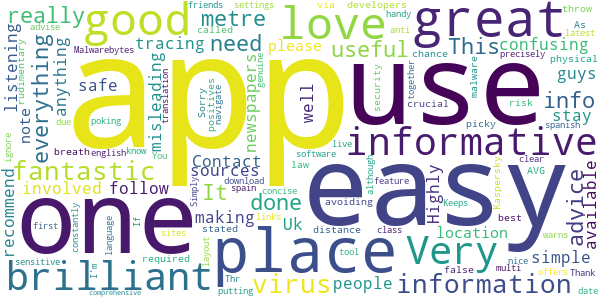 friends
settings
via
developers
really
good
metre
love
great
handy
throw
As
latest
advise
called
anti
tracing
need
please
useful
This
confusing
chance
precisely
physical
Malwarebytes
genuine
listening
rudimentary
everything
anything
safe
translation
misleading
Sorry
positives
navigate
newspapers
app
use
well
security
together
crucial
malware
picky
spanish
risk
info
guys
stay
note
due
poking
breath
english
know
You
Contact
sources
law
software
live
although
informative
clear
AVG
fantastic
ignore
recommend
involved
follow
It
Simply
spain
download
concise
avoiding
feature
easy
Highly
Keeps
Kaspersky
advice
available
one
first
constantly
If
I'm
language
sites
making
stated
done
Uk
links
distance
class
location
best
warns
simple
place
Very
brilliant
sensitive
required
layout
Thr
putting
virus
people
tool
information
false
nice
multi
offers
Thank
comprehensive
date